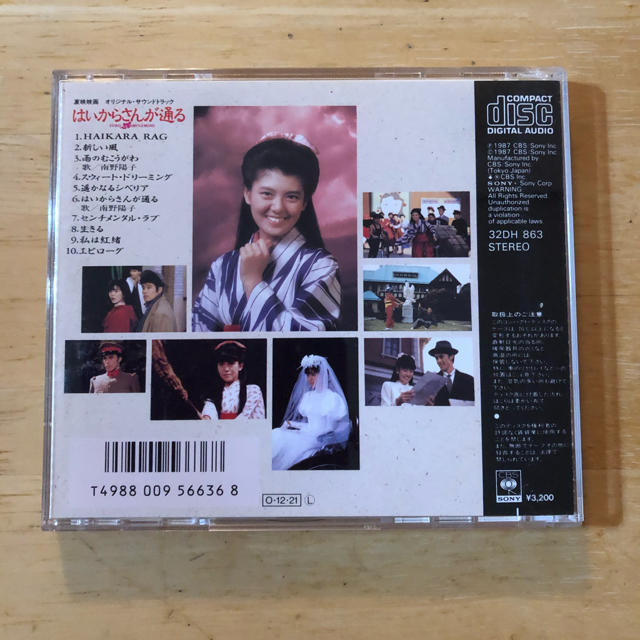 東映映画 オリジナル・サウンドトラック
はいからさんが通る
1. HAIKARA RAG
2. 新しい風
3. 雨のむこうがわ
歌／南野陽子
4. スウィート・ドリーミング
5. 遥かなるシベリア
6. はいからさんが通る
歌／南野陽子
7. センチメンタル・ラブ
8. 生きる
9. 私は紅緒
10. エピローグ
T4988 009 56636 8
O·12·21 L
COMPACT
disc
DIGITAL AUDIO
Ⓟ 1987 CBS/Sony Inc
© 1987 CBS/Sony Inc
Manufactured by
CBS/Sony Inc
(Tokyo Japan)
CBS Inc
SONY Sony Corp
WARNING
All Rights Reserved.
Unauthorized
duplication is
a violation
of applicable laws.
32DH 863
STEREO
取扱上のご注意
CBS
SONY
¥3,200